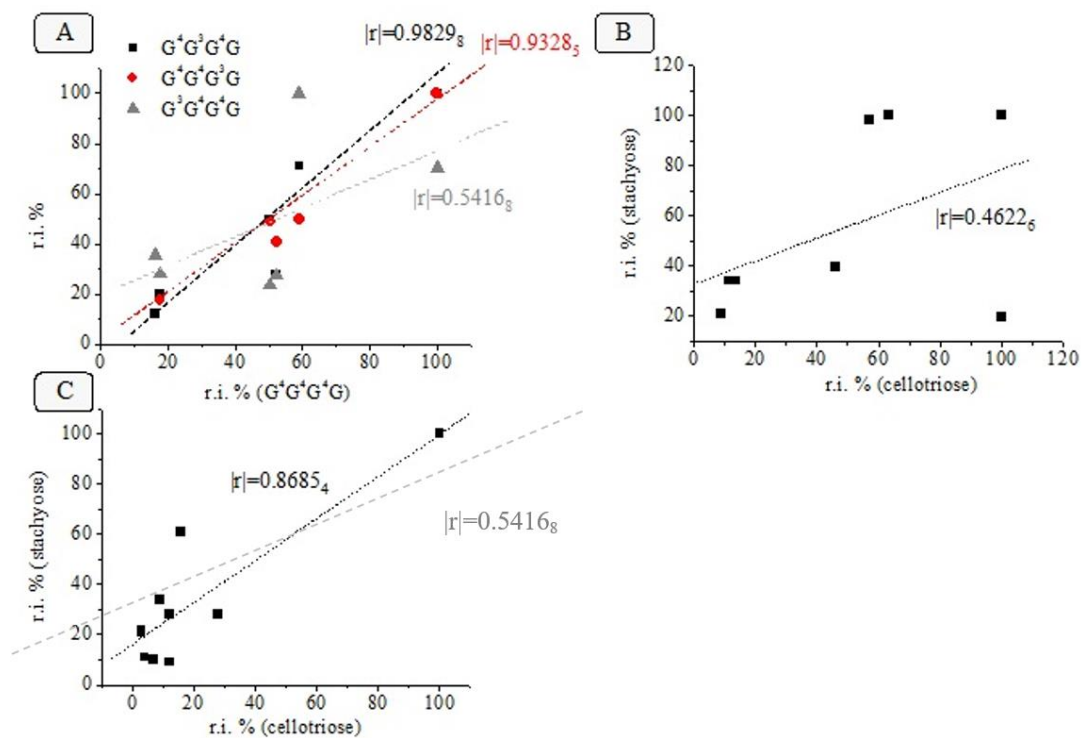 A
G⁴G³G⁴G
G⁴G⁴G³G
G³G⁴G⁴G
|r|=0.9829₈
|r|=0.9328₅
|r|=0.5416₈
r.i. %
100
80
60
40
20
0
0 20 40 60 80 100
r.i. % (G⁴G⁴G⁴G)
B
r.i. % (stachyose)
120
100
80
60
40
20
|r|=0.4622₆
0 20 40 60 80 100 120
r.i. % (cellotriose)
C
r.i. % (stachyose)
100
80
60
40
20
0
|r|=0.8685₄
|r|=0.5416₈
0 20 40 60 80 100
r.i. % (cellotriose)